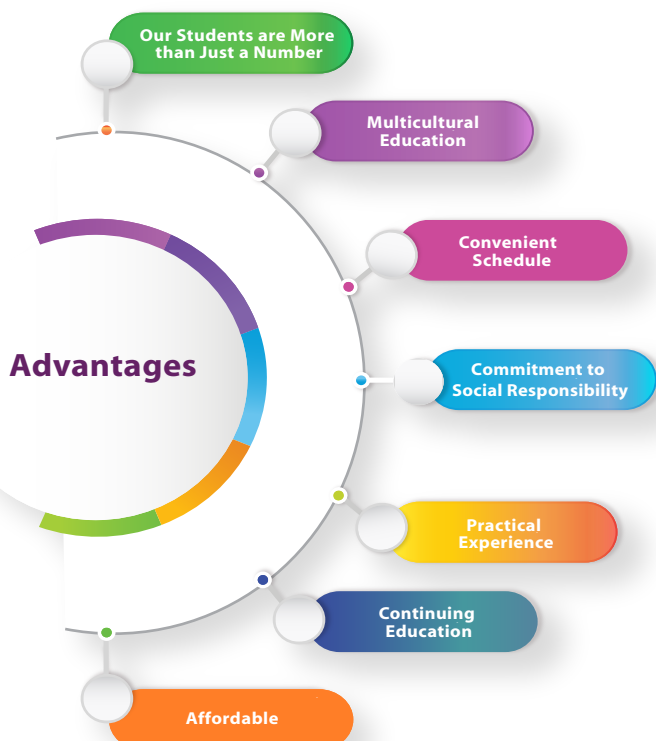 Our Students are More
than Just a Number
Multicultural
Education
Convenient
Schedule
Advantages
Commitment to
Social Responsibility
Practical
Experience
Continuing
Education
Affordable